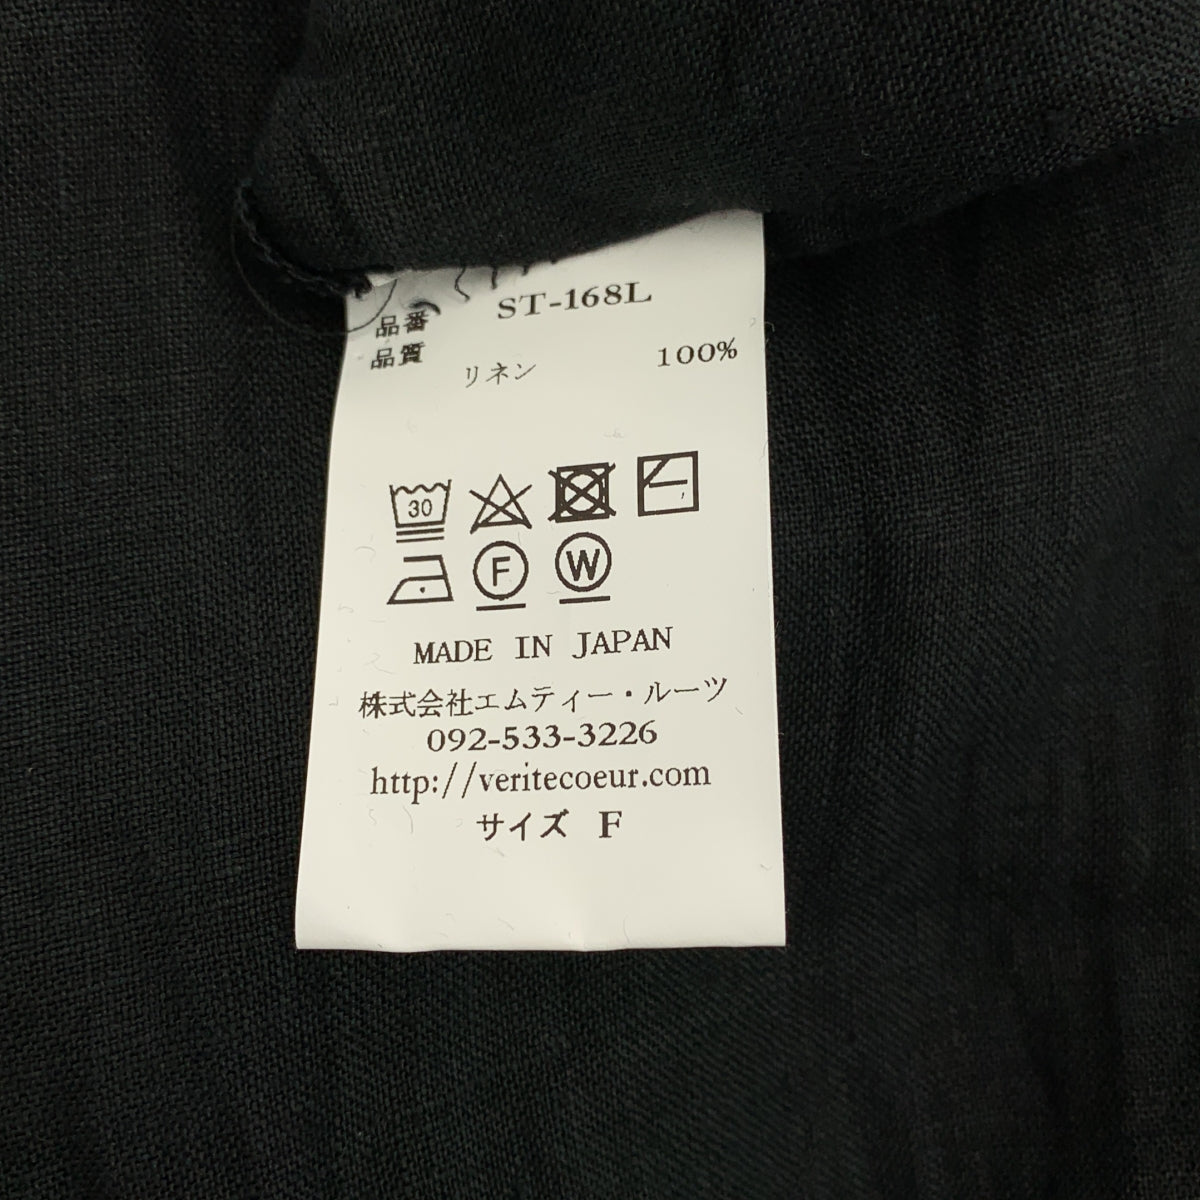 品番 ST-168L
品質 リネン 100%
30
F W
MADE IN JAPAN
株式会社エムティー・ルーツ
092-533-3226
http://veritecoeur.com
サイズ F